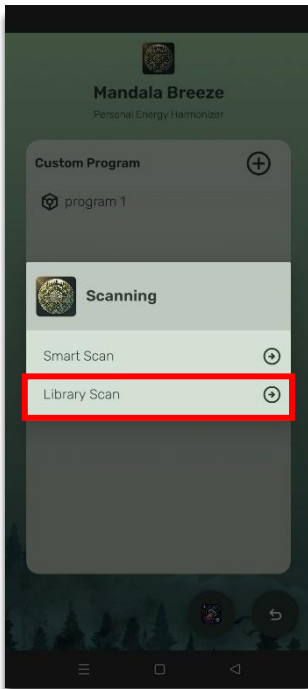 Mandala Breeze
Personal Energy Harmonizer
Custom Program
program 1
Scanning
Smart Scan
Library Scan